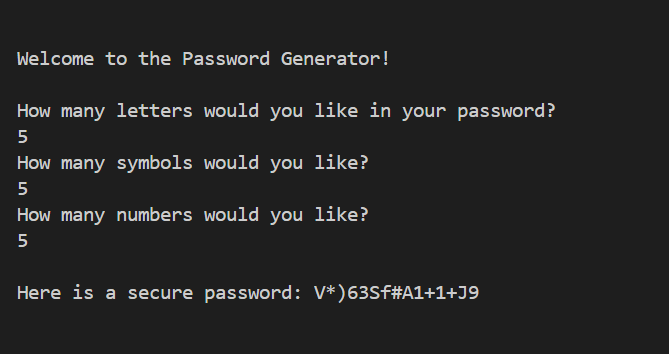 Welcome to the Password Generator!
How many letters would you like in your password?
5
How many symbols would you like?
5
How many numbers would you like?
5
Here is a secure password: V*)63Sf#A1+1+J9